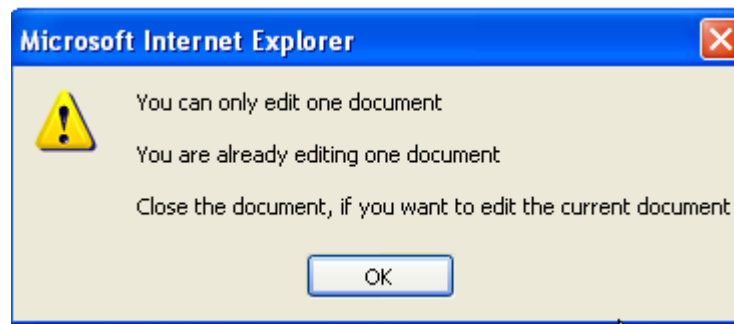 Microsoft Internet Explorer
You can only edit one document
You are already editing one document
Close the document, if you want to edit the current document
OK